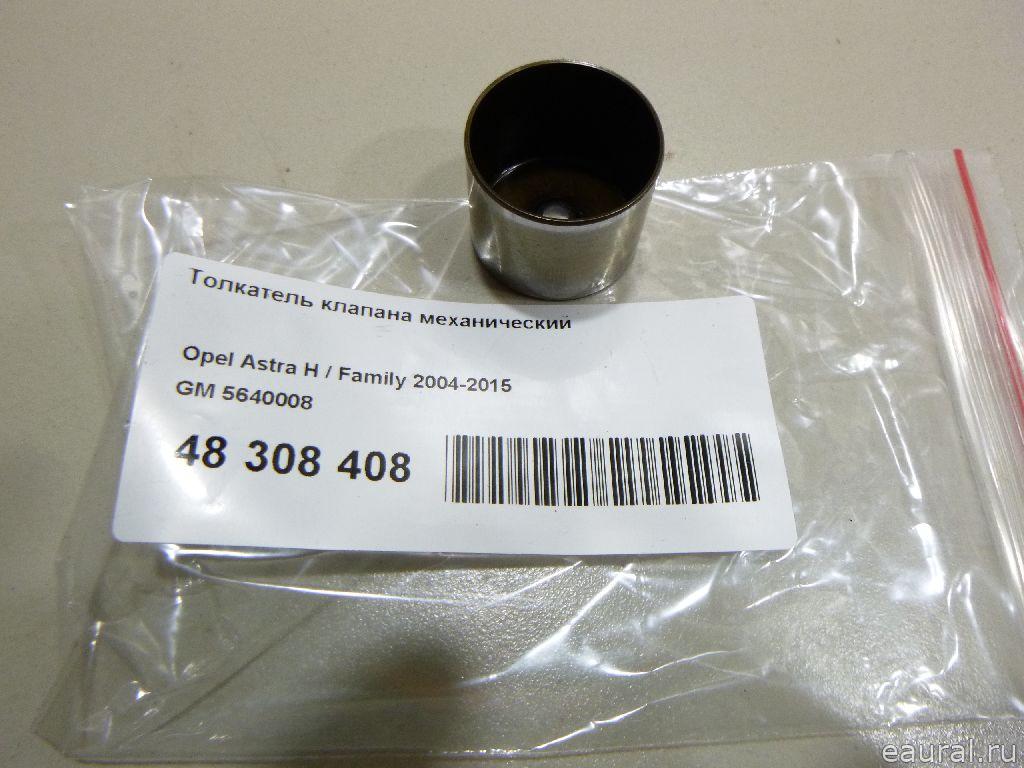 Толкатель клапана механический
Opel Astra H / Family 2004-2015
GM 5640008
48 308 408
eaural.ru